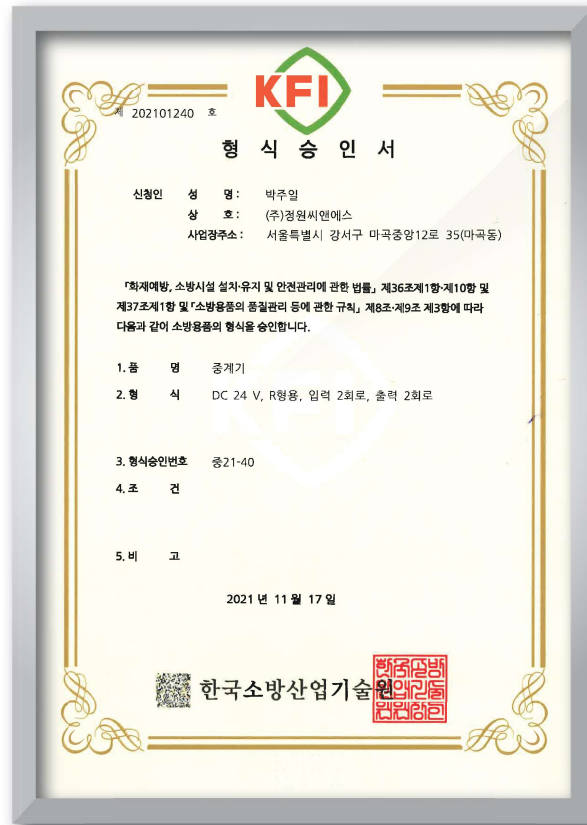 KFI
제 202101240 호
형 식 승 인 서
신청인 성 명 : 박주일
상 호 : (주)정원씨앤에스
사업장주소 : 서울특별시 강서구 마곡중앙12로 35(마곡동)
「화재예방, 소방시설 설치·유지 및 안전관리에 관한 법률」 제36조제1항·제10항 및
제37조제1항 및 「소방용품의 품질관리 등에 관한 규칙」 제8조·제9조 제3항에 따라
다음과 같이 소방용품의 형식을 승인합니다.
1. 품 명 중계기
2. 형 식 DC 24 V, R형용, 입력 2회로, 출력 2회로
KFI
3. 형식승인번호 중21-40
4. 조 건
5. 비 고
2021 년 11 월 17 일
한국소방산업기술원